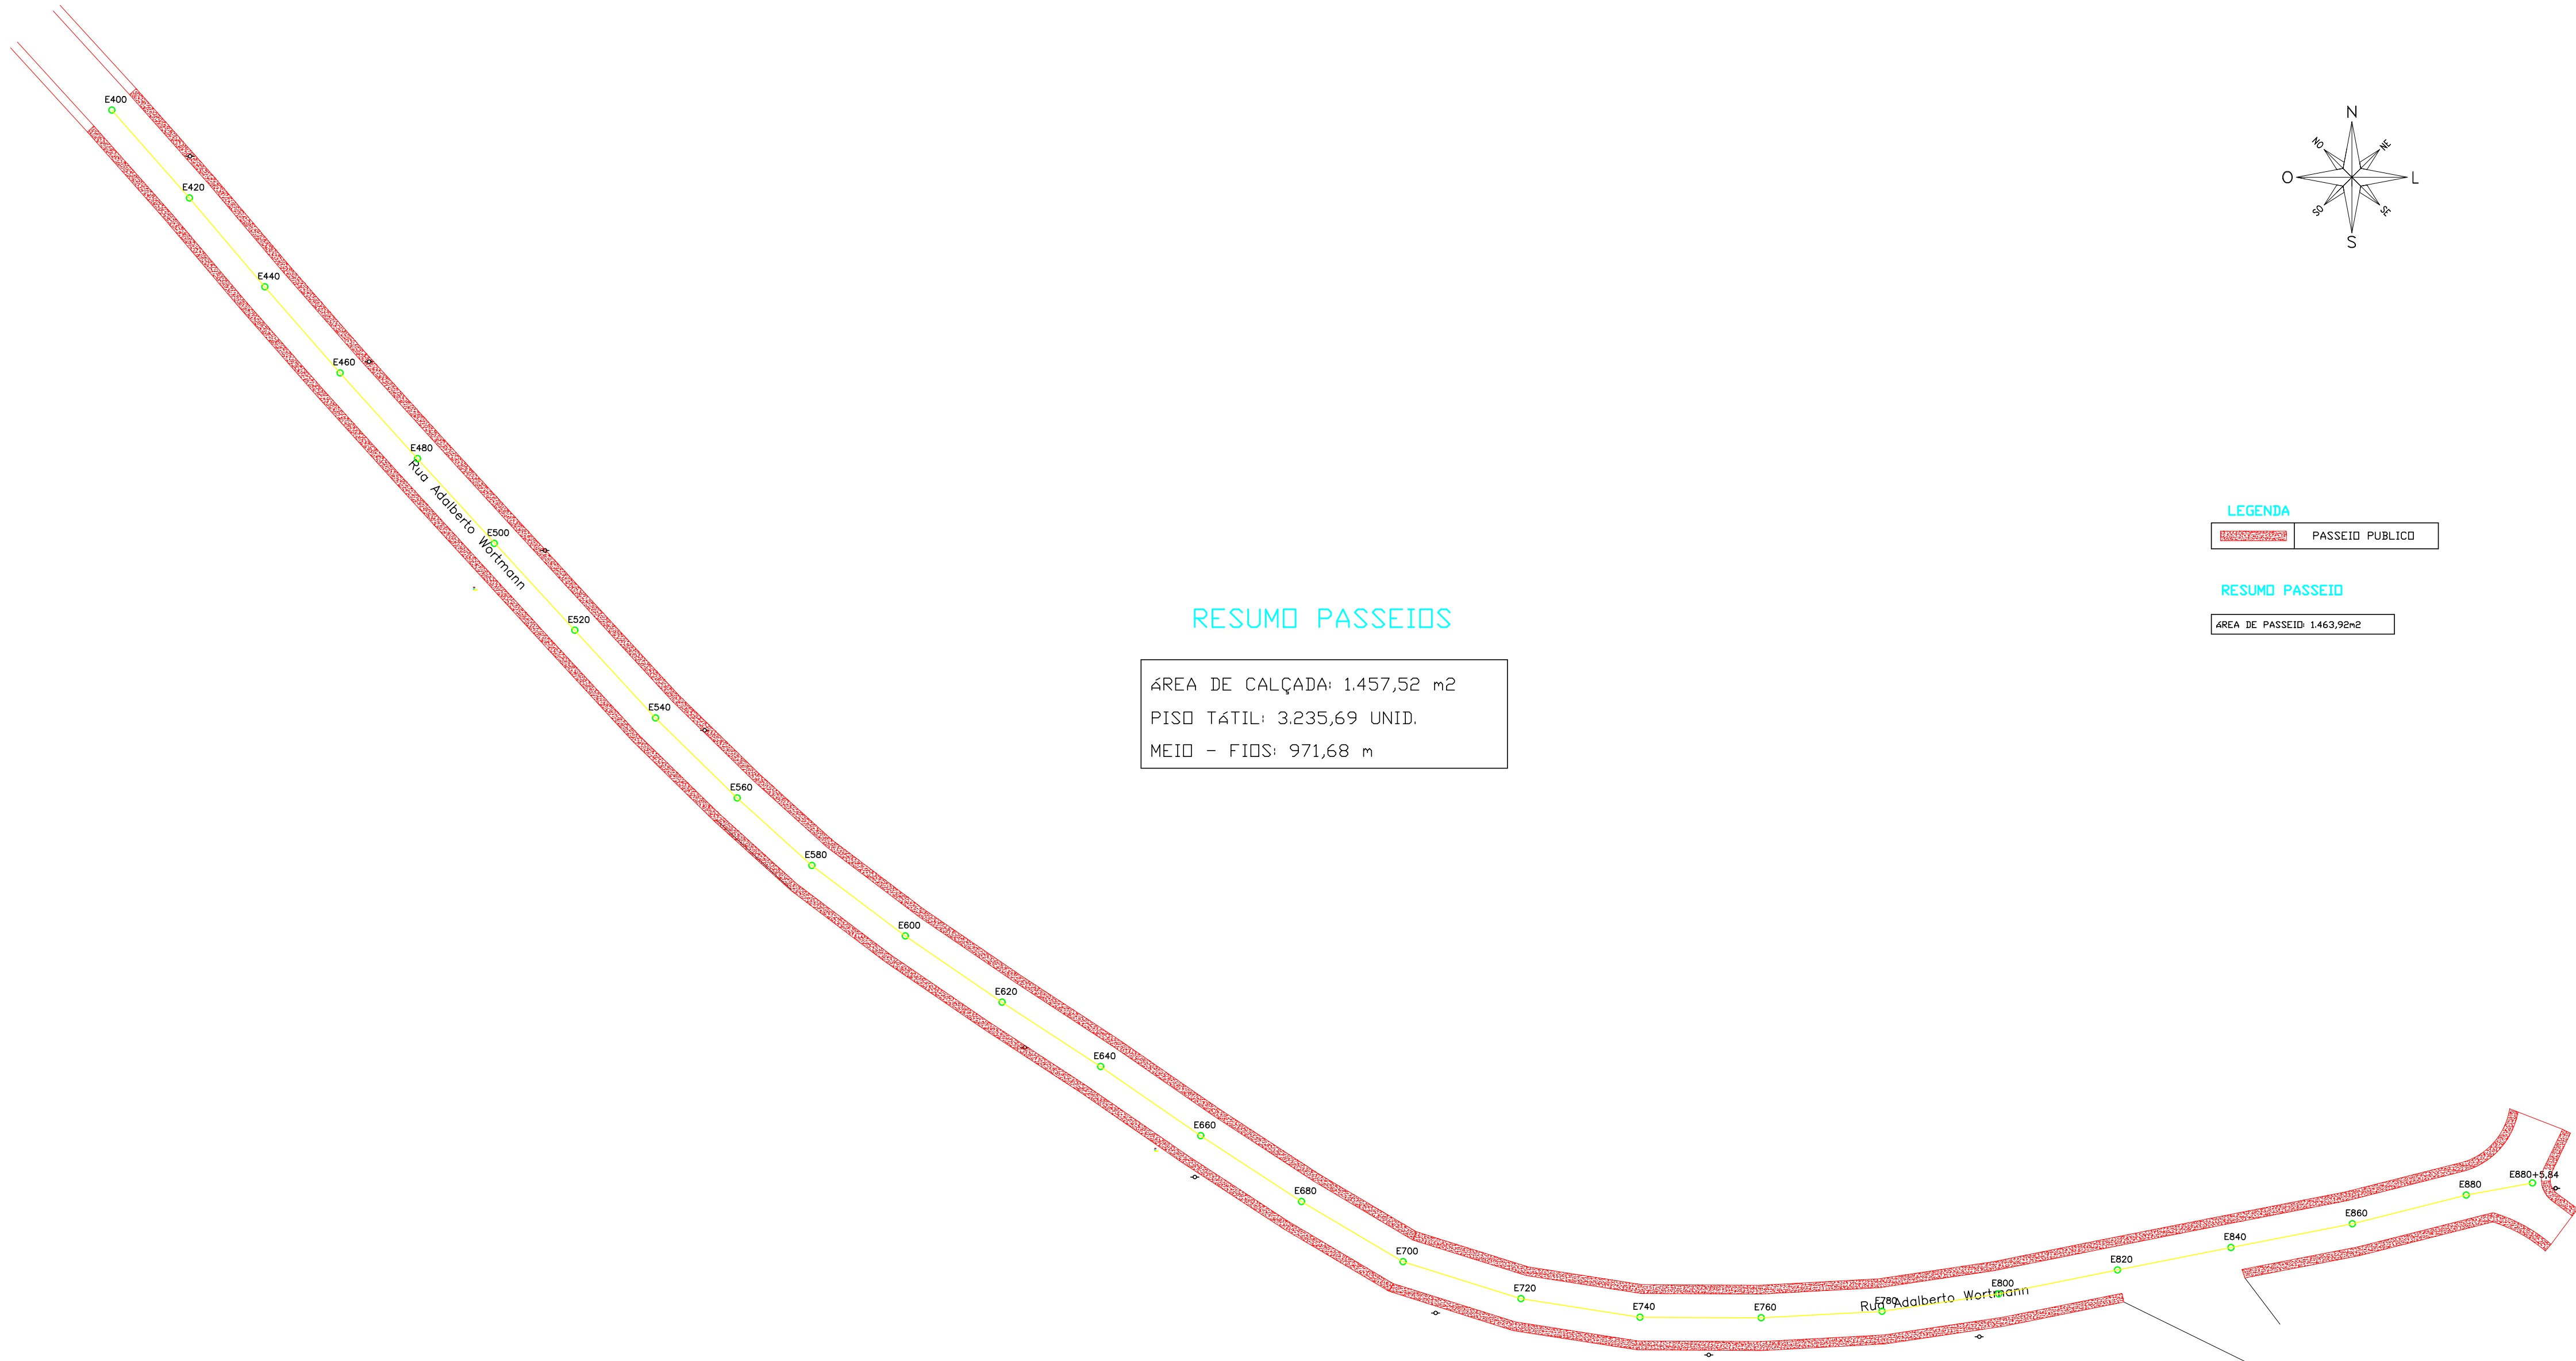 E400
N
NO
NE
O
L
SO
SE
S
E420
E440
E460
E480
Rua Adalberto Wortmann
E500
LEGENDA
PASSEIO PUBLICO
RESUMO PASSEIO
ÁREA DE PASSEIO: 1.463,92m2
RESUMO PASSEIOS
ÁREA DE CALÇADA: 1.457,52 m2
PISO TÁTIL: 3.235,69 UNID.
MEIO - FIOS: 971,68 m
E520
E540
E560
E580
E600
E620
E640
E660
E680
E700
E720
E740
E760
E780
Rua Adalberto Wortmann
E800
E820
E840
E860
E880
E880+5,84